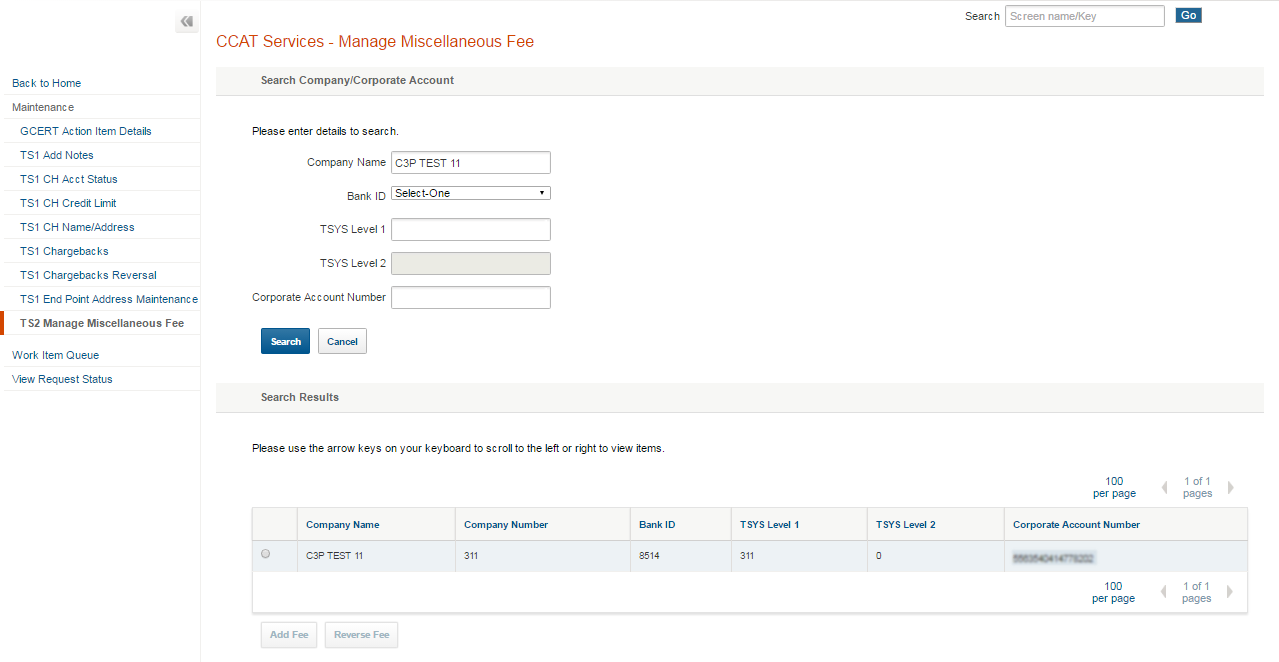 Search Screen name/Key Go
CCAT Services - Manage Miscellaneous Fee
Back to Home
Maintenance
GCERT Action Item Details
TS1 Add Notes
TS1 CH Acct Status
TS1 CH Credit Limit
TS1 CH Name/Address
TS1 Chargebacks
TS1 Chargebacks Reversal
TS1 End Point Address Maintenance
TS2 Manage Miscellaneous Fee
Work Item Queue
View Request Status
Search Company/Corporate Account
Please enter details to search.
Company Name C3P TEST 11
Bank ID Select-One
TSYS Level 1
TSYS Level 2
Corporate Account Number
Search Cancel
Search Results
Please use the arrow keys on your keyboard to scroll to the left or right to view items.
100 1 of 1
per page pages
Company Name Company Number Bank ID TSYS Level 1 TSYS Level 2 Corporate Account Number
C3P TEST 11 311 8514 311 0
100 1 of 1
per page pages
Add Fee Reverse Fee